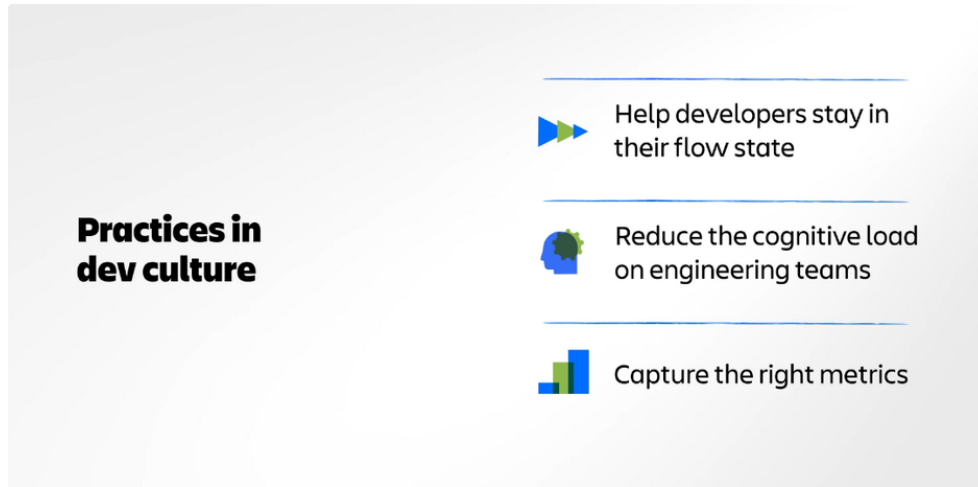 Practices in
dev culture
Help developers stay in
their flow state
Reduce the cognitive load
on engineering teams
Capture the right metrics